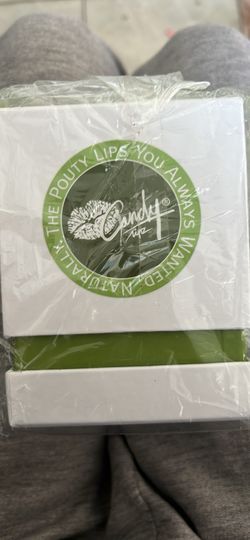 THE POUTY LIPS YOU ALWAYS WANTED, NATURALLY.
Candy®
Lipz